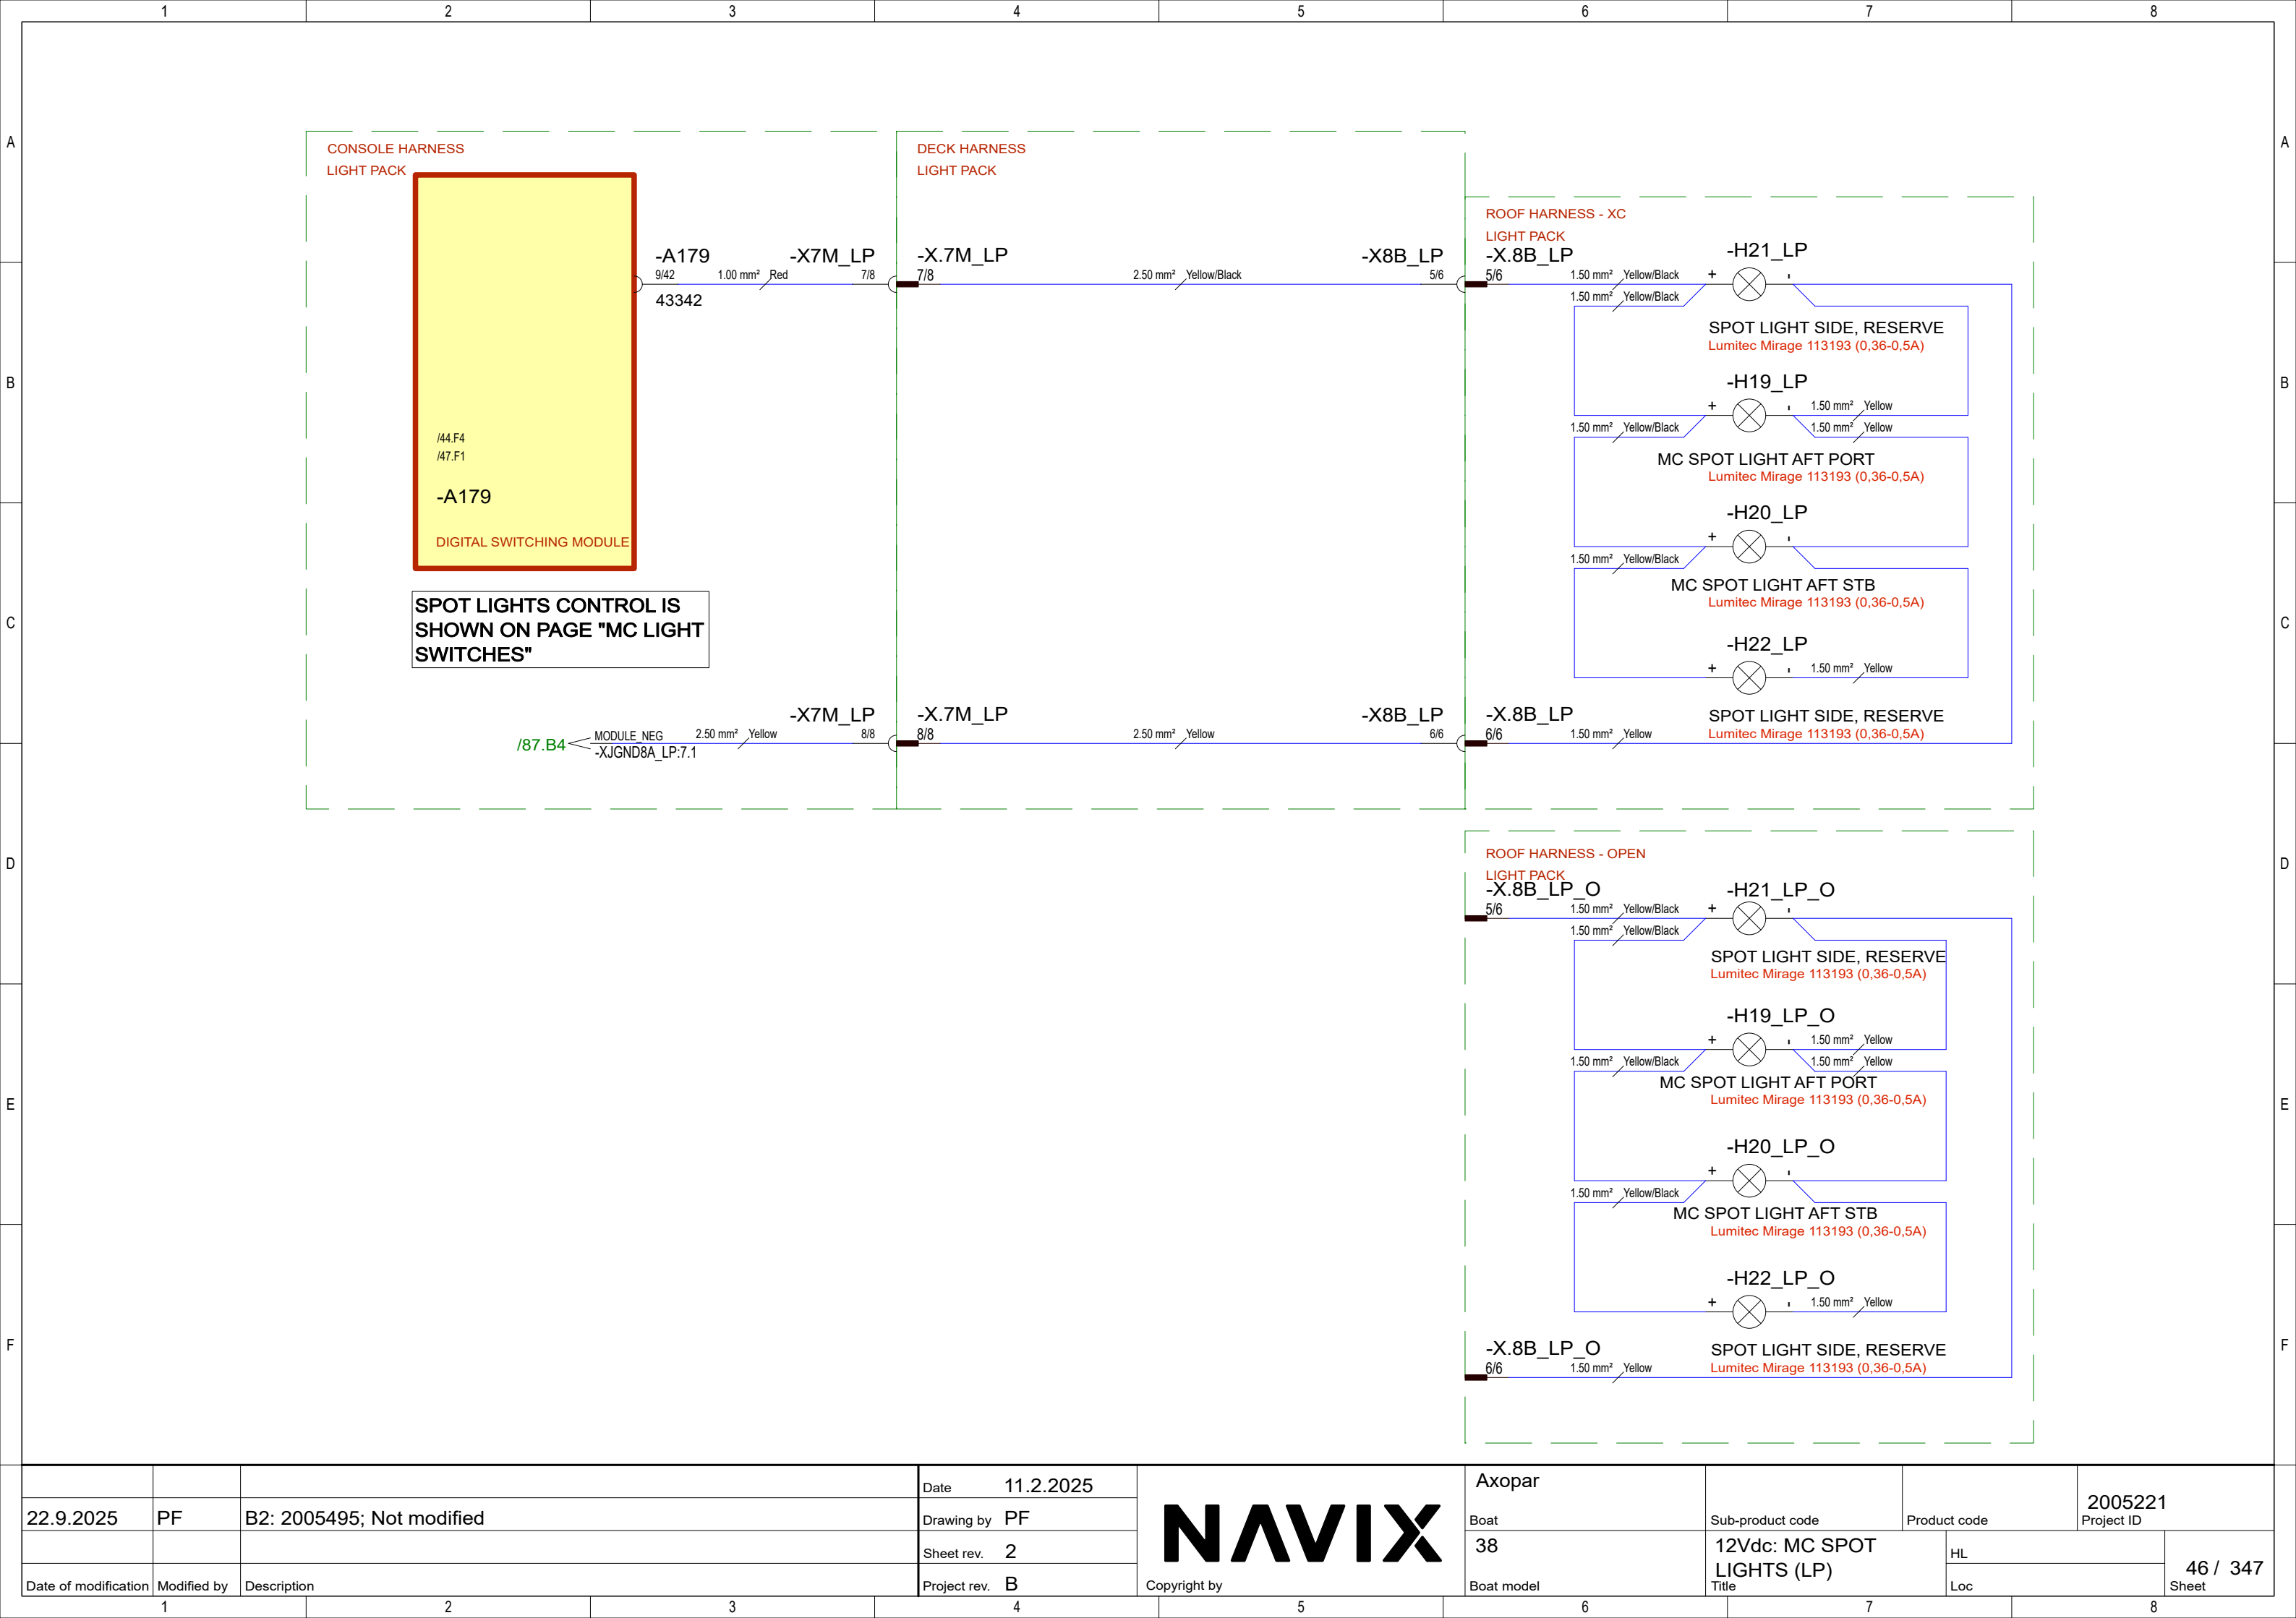 1 2 3 4 5 6 7 8
A A
CONSOLE HARNESS
LIGHT PACK
DECK HARNESS
LIGHT PACK
ROOF HARNESS - XC
LIGHT PACK
-A179 -X7M_LP -X.7M_LP -X8B_LP -X.8B_LP -H21_LP
9/42 1.00 mm² Red 7/8 7/8 2.50 mm² Yellow/Black 5/6 5/6 1.50 mm² Yellow/Black + -
43342
1.50 mm² Yellow/Black
SPOT LIGHT SIDE, RESERVE
Lumitec Mirage 113193 (0,36-0,5A)
B B
-H19_LP
+ - 1.50 mm² Yellow
1.50 mm² Yellow/Black 1.50 mm² Yellow
/44.F4
/47.F1
MC SPOT LIGHT AFT PORT
Lumitec Mirage 113193 (0,36-0,5A)
-A179
-H20_LP
+ -
DIGITAL SWITCHING MODULE
1.50 mm² Yellow/Black
MC SPOT LIGHT AFT STB
Lumitec Mirage 113193 (0,36-0,5A)
SPOT LIGHTS CONTROL IS
SHOWN ON PAGE "MC LIGHT
SWITCHES"
C C
-H22_LP
+ - 1.50 mm² Yellow
SPOT LIGHT SIDE, RESERVE
Lumitec Mirage 113193 (0,36-0,5A)
-X7M_LP -X.7M_LP -X8B_LP -X.8B_LP
/87.B4 MODULE_NEG 2.50 mm² Yellow 8/8 8/8 2.50 mm² Yellow 6/6 6/6 1.50 mm² Yellow
-XJGND8A_LP:7.1
D D
ROOF HARNESS - OPEN
LIGHT PACK
-X.8B_LP_O -H21_LP_O
5/6 1.50 mm² Yellow/Black + -
1.50 mm² Yellow/Black
SPOT LIGHT SIDE, RESERVE
Lumitec Mirage 113193 (0,36-0,5A)
-H19_LP_O
+ - 1.50 mm² Yellow
1.50 mm² Yellow/Black 1.50 mm² Yellow
MC SPOT LIGHT AFT PORT
Lumitec Mirage 113193 (0,36-0,5A)
E E
-H20_LP_O
+ -
1.50 mm² Yellow/Black
MC SPOT LIGHT AFT STB
Lumitec Mirage 113193 (0,36-0,5A)
-H22_LP_O
+ - 1.50 mm² Yellow
F F
-X.8B_LP_O
6/6 1.50 mm² Yellow
SPOT LIGHT SIDE, RESERVE
Lumitec Mirage 113193 (0,36-0,5A)
22.9.2025 PF B2: 2005495; Not modified
Date of modification Modified by Description
Date 11.2.2025
Drawing by PF
Sheet rev. 2
Project rev. B
NAVIX
Copyright by
Axopar
Boat
38
Boat model
Sub-product code
Product code
2005221
Project ID
12Vdc: MC SPOT
LIGHTS (LP)
Title
HL
Loc
46 / 347
Sheet
1 2 3 4 5 6 7 8